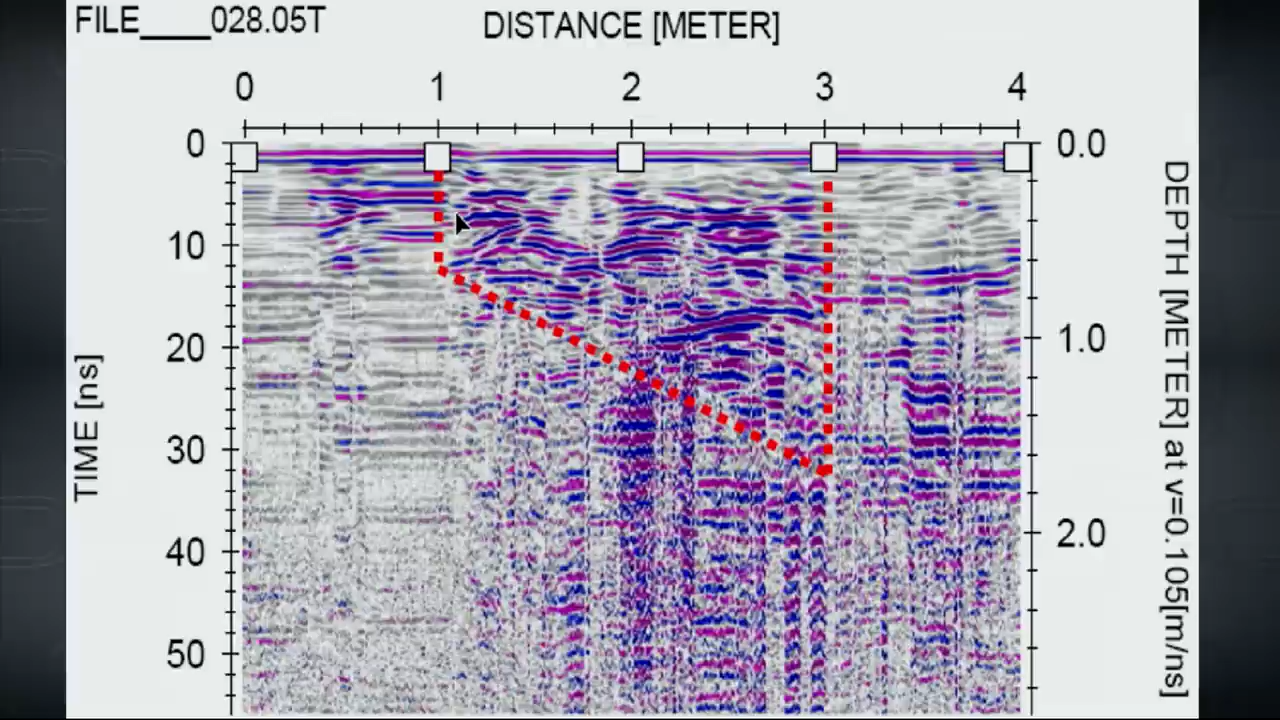 FILE____028.05T
DISTANCE [METER]
0 1 2 3 4
0
10
20
30
40
50
TIME [ns]
0.0
1.0
2.0
DEPTH [METER] at v=0.105[m/ns]